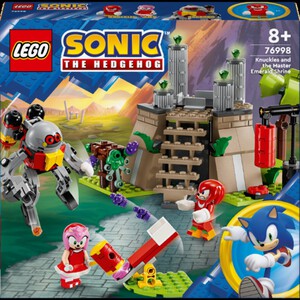 LEGO
SONIC
THE HEDGEHOG
8+
76998
Knuckles and
the Master
Emerald Shrine